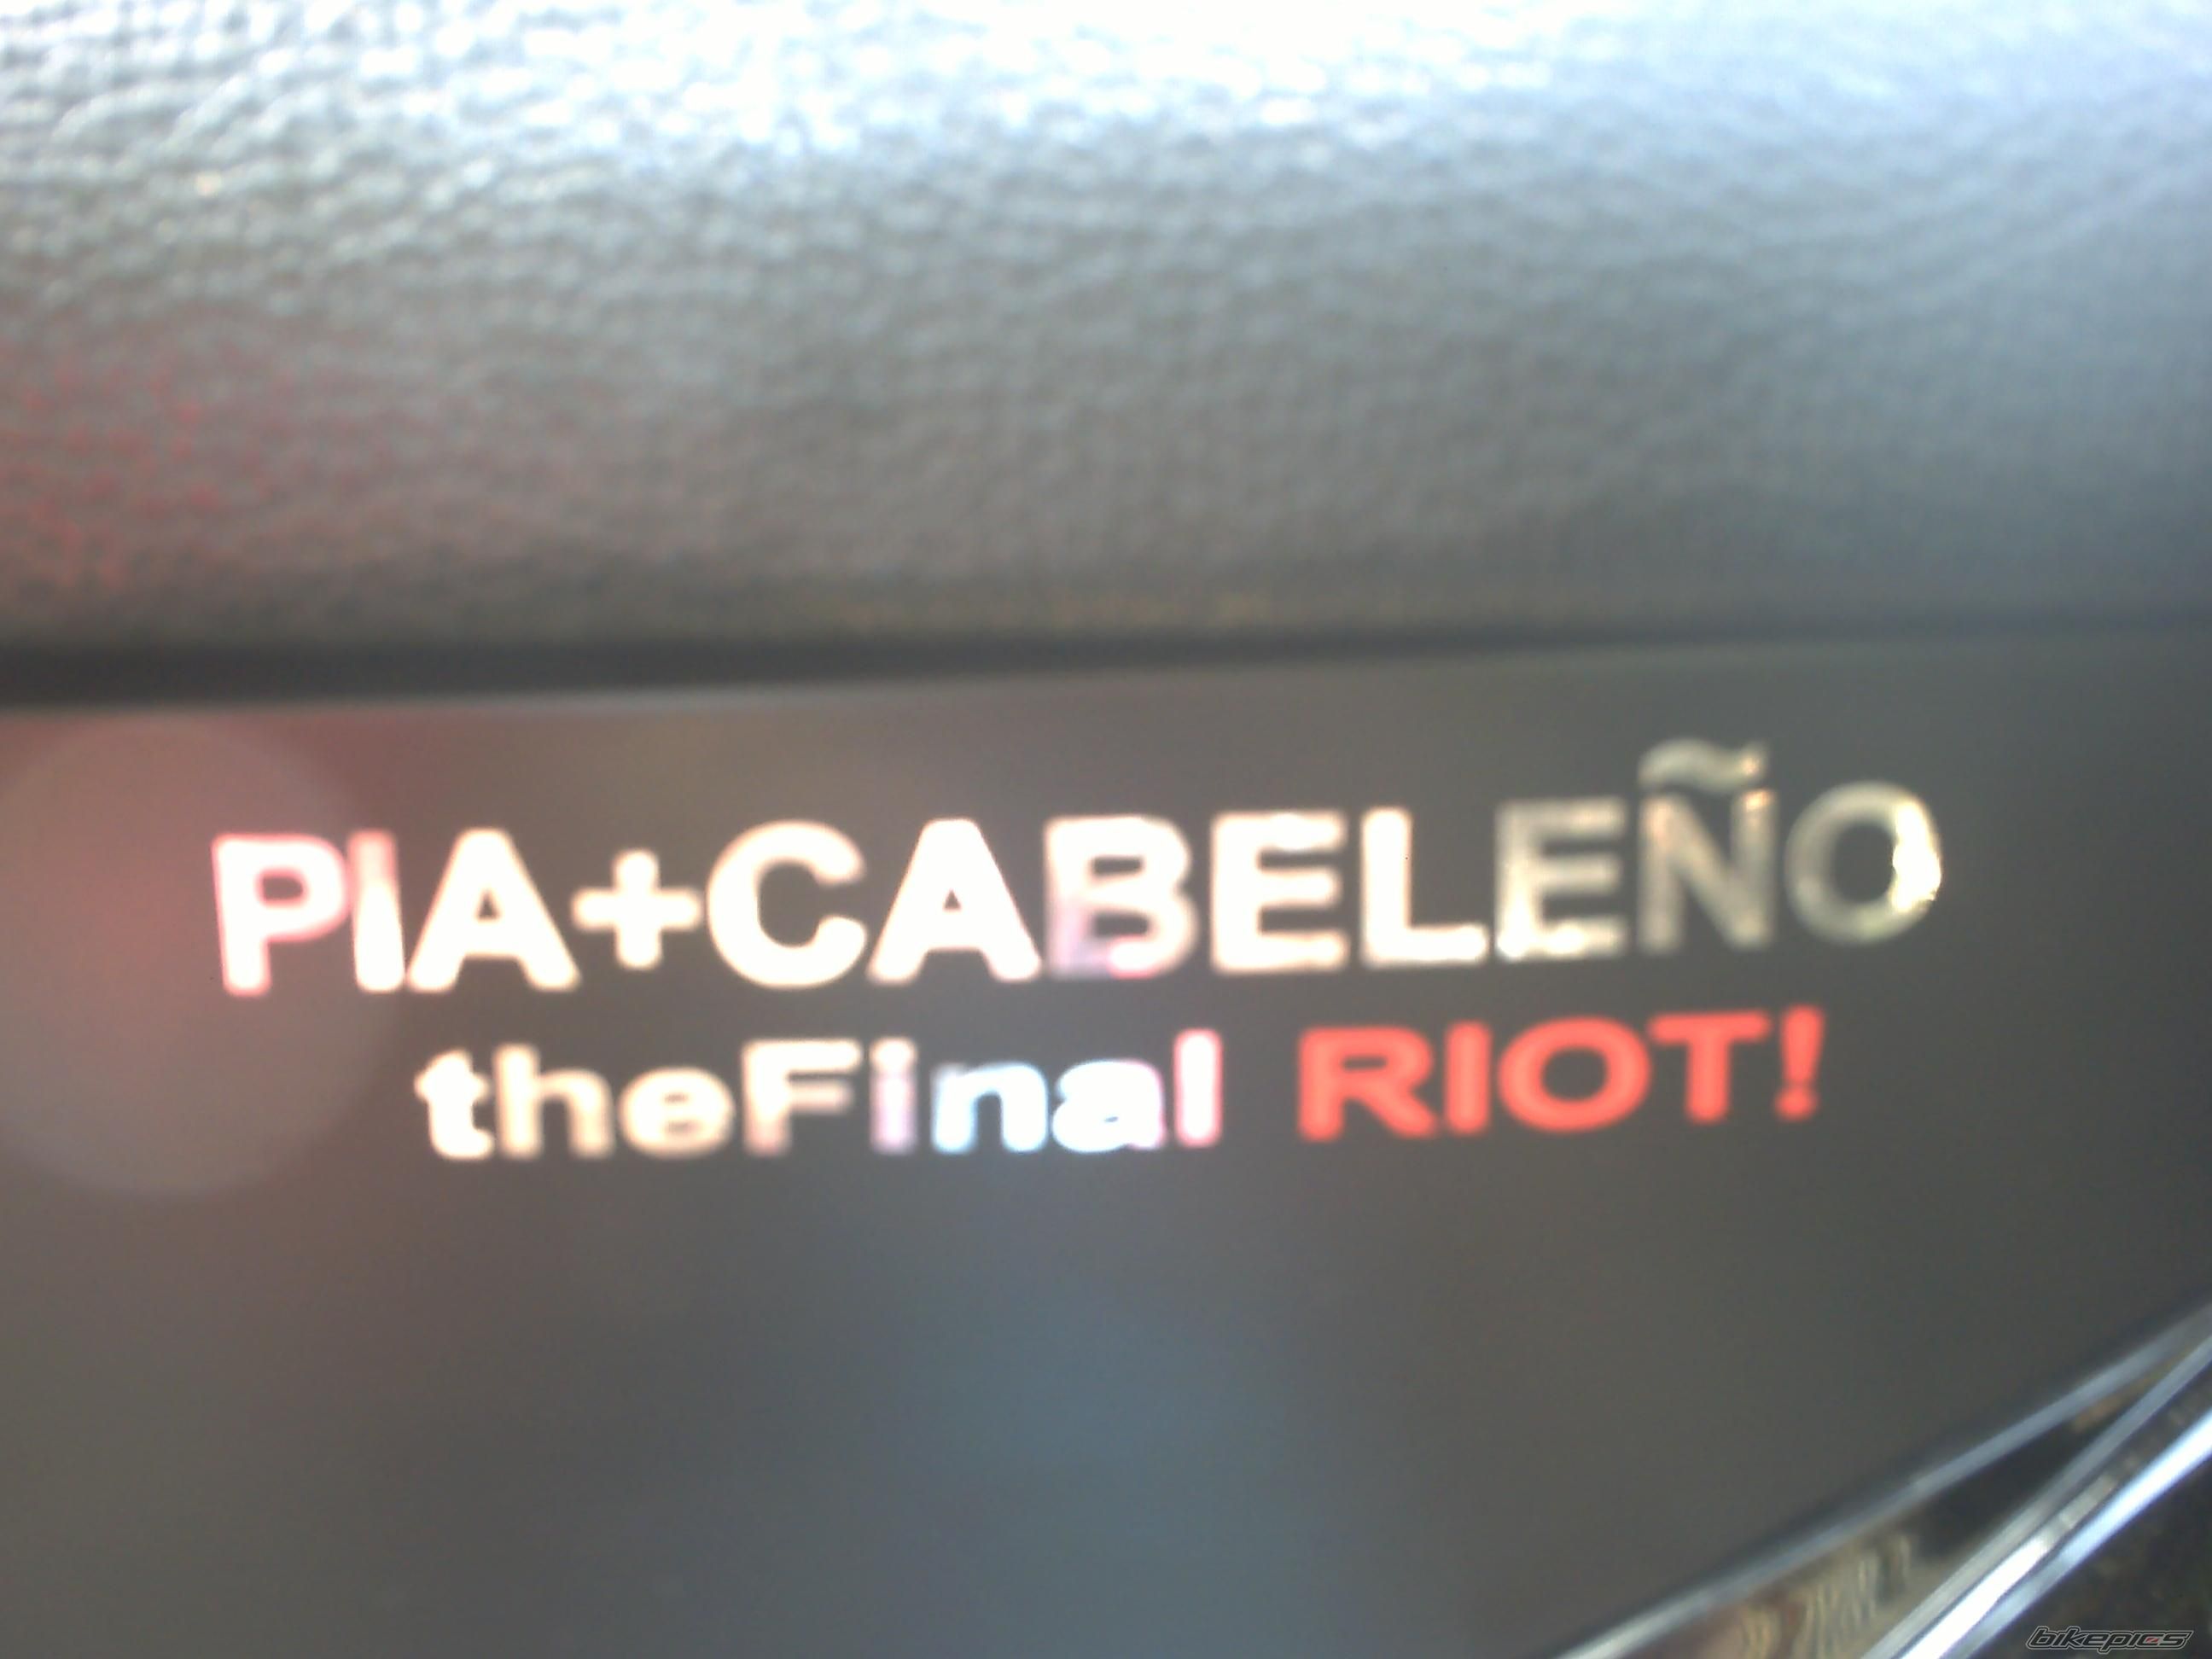 PIA+CABELEÑO
theFinal RIOT!
bikepics